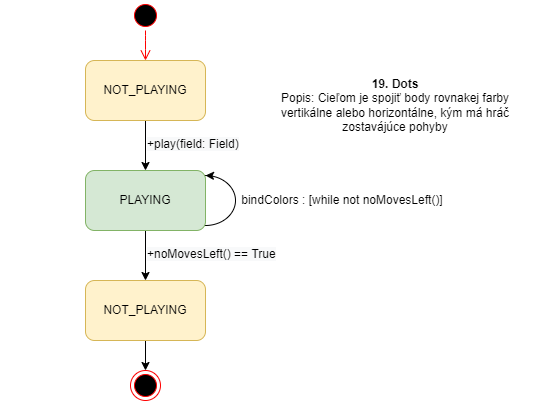 NOT_PLAYING
19. Dots
Popis: Cieľom je spojiť body rovnakej farby
vertikálne alebo horizontálne, kým má hráč
zostavájúce pohyby
+play(field: Field)
PLAYING
bindColors : [while not noMovesLeft()]
+noMovesLeft() == True
NOT_PLAYING